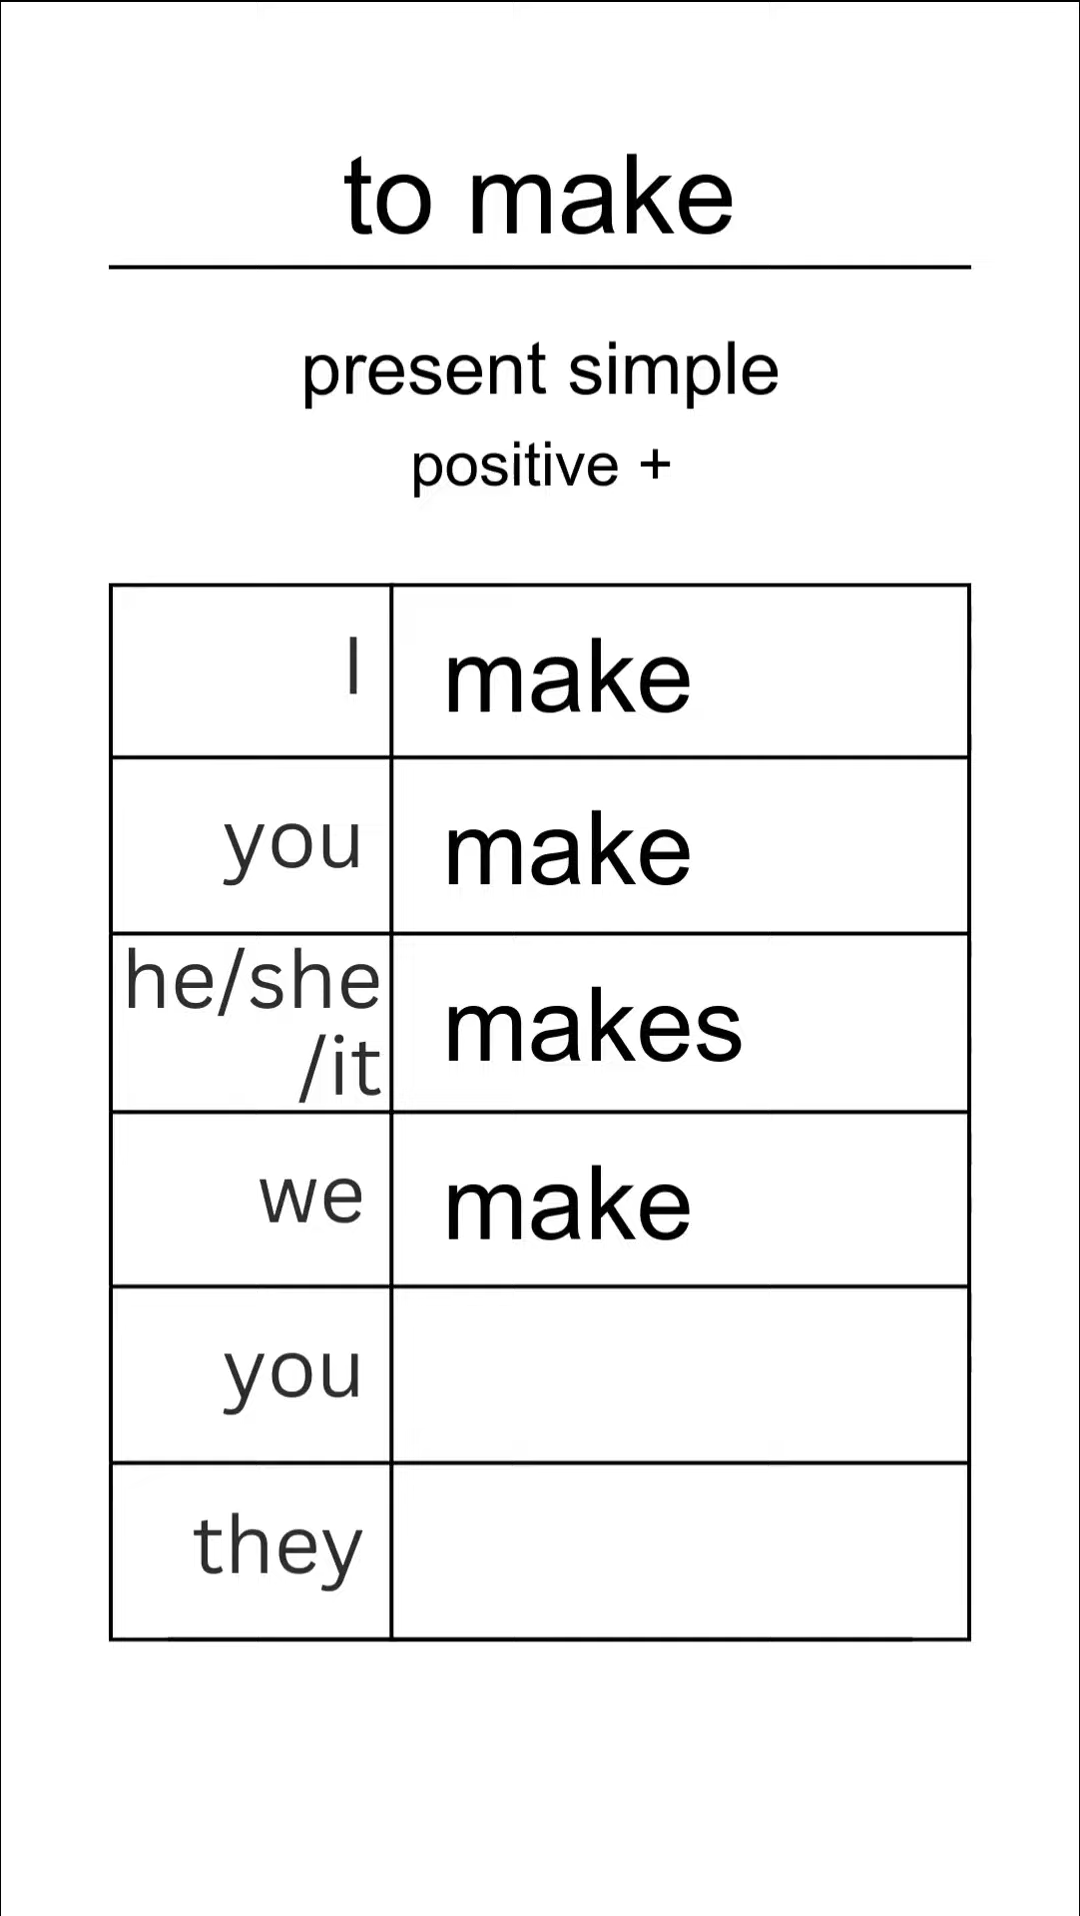 to make
present simple
positive +
I make
you make
he/she
/it makes
we make
you
they